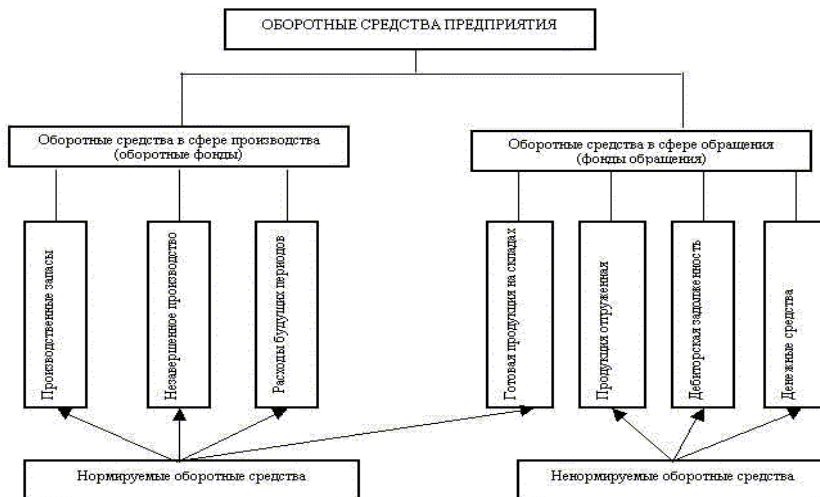 ОБОРОТНЫЕ СРЕДСТВА ПРЕДПРИЯТИЯ
Оборотные средства в сфере производства
(оборотные фонды)
Оборотные средства в сфере обращения
(фонды обращения)
Производственные запасы
Незавершенное производство
Расходы будущих периодов
Готовая продукция на складах
Продукция отгруженная
Дебиторская задолженность
Денежные средства
Нормируемые оборотные средства
Ненормируемые оборотные средства